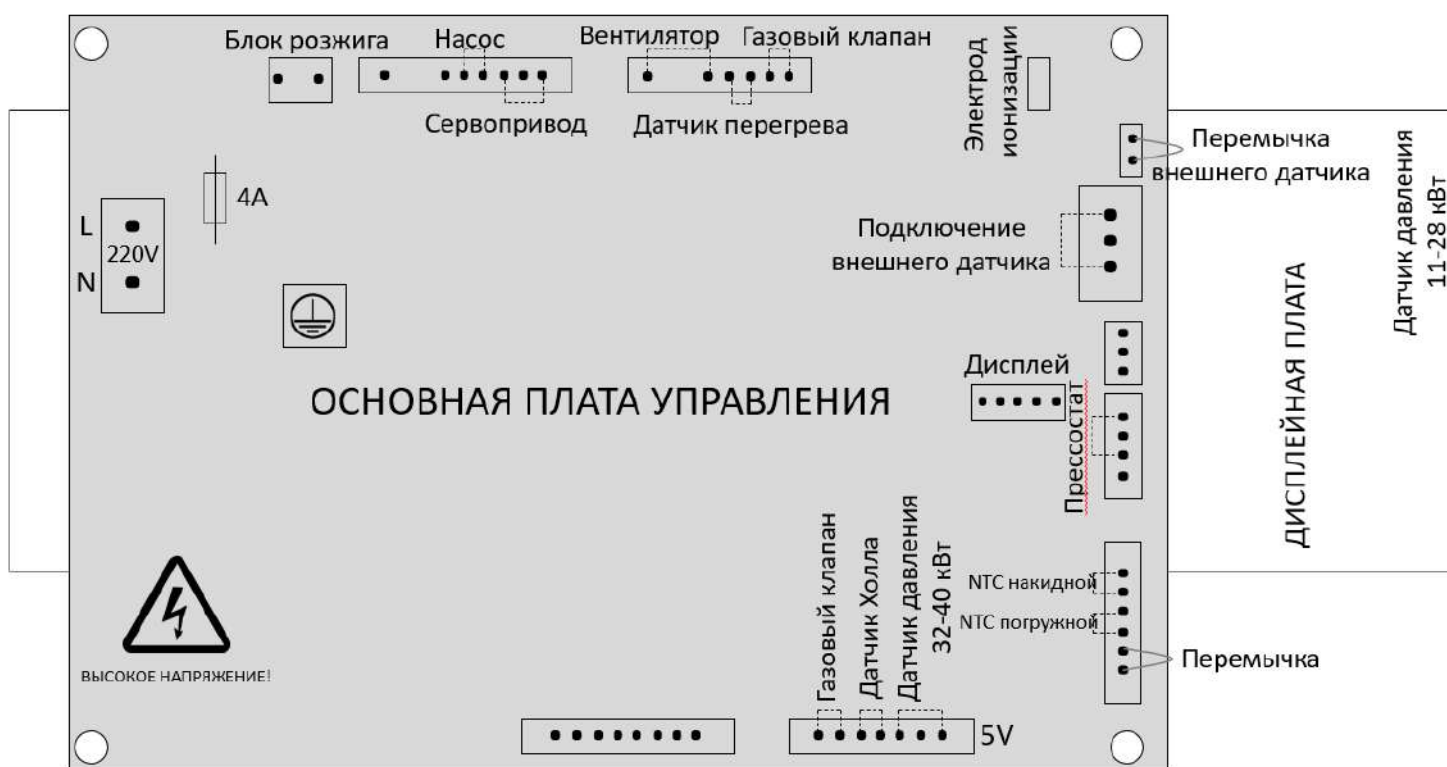 Блок розжига
Насос
Вентилятор
Газовый клапан
Сервопривод
Датчик перегрева
Электрод
ионизации
Перемычка
внешнего датчика
Датчик давления
11-28 кВт
4А
L
220V
N
Подключение
внешнего датчика
ДИСПЛЕЙНАЯ ПЛАТА
Дисплей
ОСНОВНАЯ ПЛАТА УПРАВЛЕНИЯ
Прессостат
Газовый клапан
Датчик Холла
Датчик давления
32-40 кВт
NTC накидной
NTC погружной
Перемычка
ВЫСОКОЕ НАПРЯЖЕНИЕ!
5V